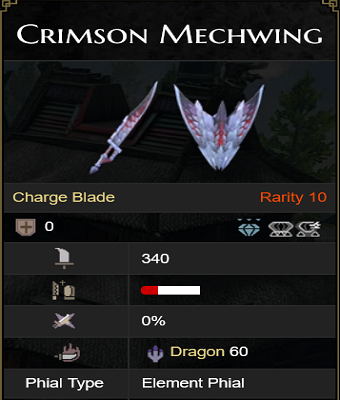 Crimson Mechwing
Charge Blade Rarity 10
0
340
0%
Dragon 60
Phial Type Element Phial